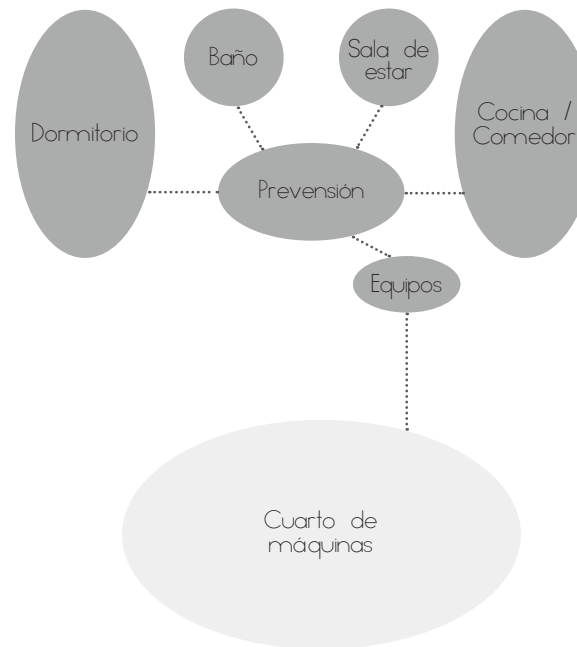 Baño
Sala de
estar
Dormitorio
Cocina /
Comedor
Prevensión
Equipos
Cuarto de
máquinas